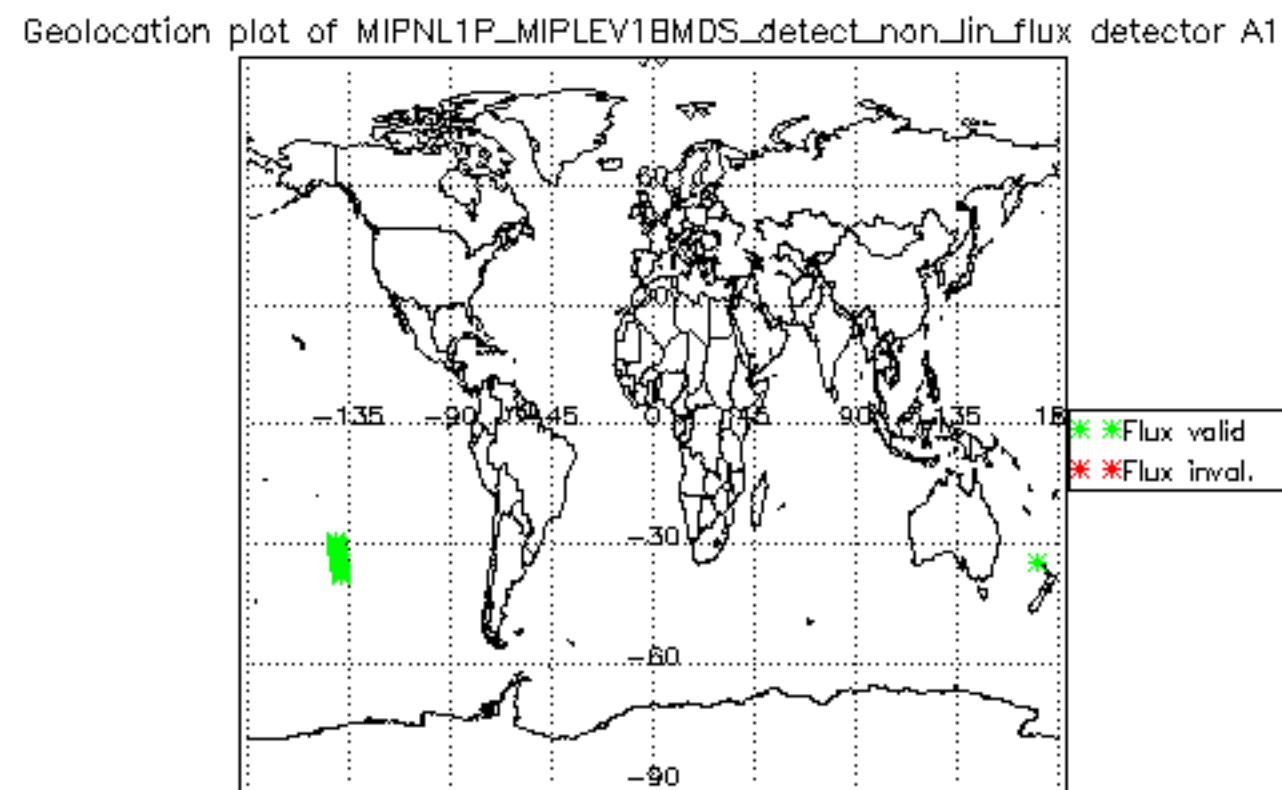 Geolocation plot of MIPNL1P_MIPLEV1BMDS_detect_non_lin_flux detector A1
60
-135 -90 45 0 45 90 135
Flux valid
Flux inval.
-30
-60
-90